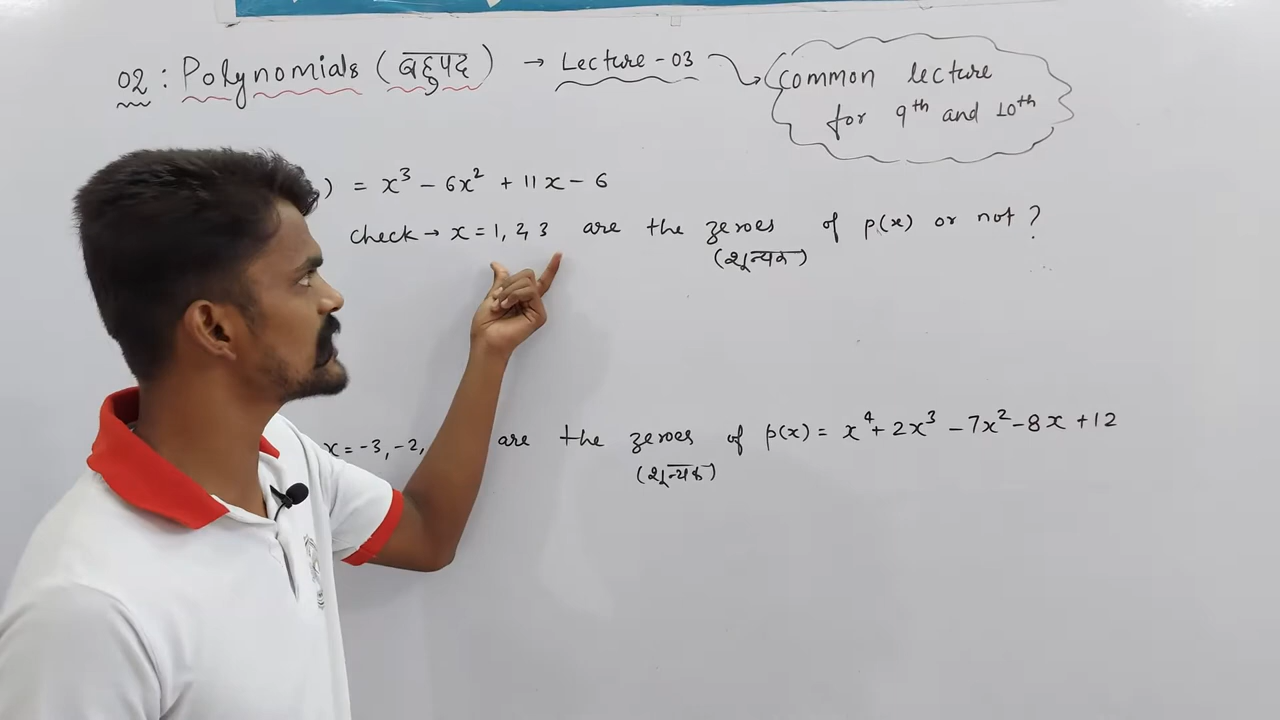 02 : Polynomials (बहुपद) → Lecture - 03
Common lecture
for 9th and 10th
) = x³ - 6x² + 11x - 6
check → x = 1, 2, 3 are the zeroes of p(x) or not ?
(शून्यक)
x = -3, -2, are the zeroes of p(x) = x⁴ + 2x³ - 7x² - 8x + 12
(शून्यक)